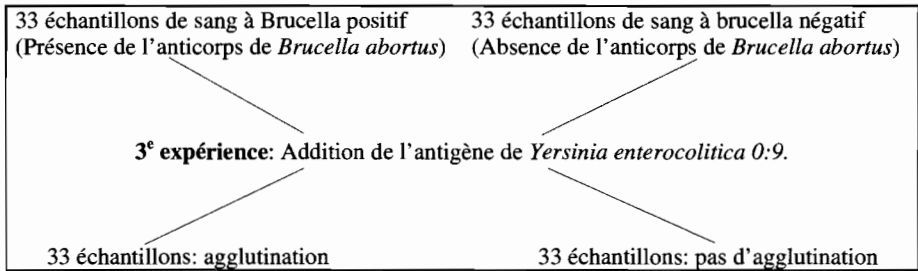 33 échantillons de sang à Brucella positif
(Présence de l'anticorps de Brucella abortus)
33 échantillons de sang à brucella négatif
(Absence de l'anticorps de Brucella abortus)
3e expérience: Addition de l'antigène de Yersinia enterocolitica 0:9.
33 échantillons: agglutination
33 échantillons: pas d'agglutination